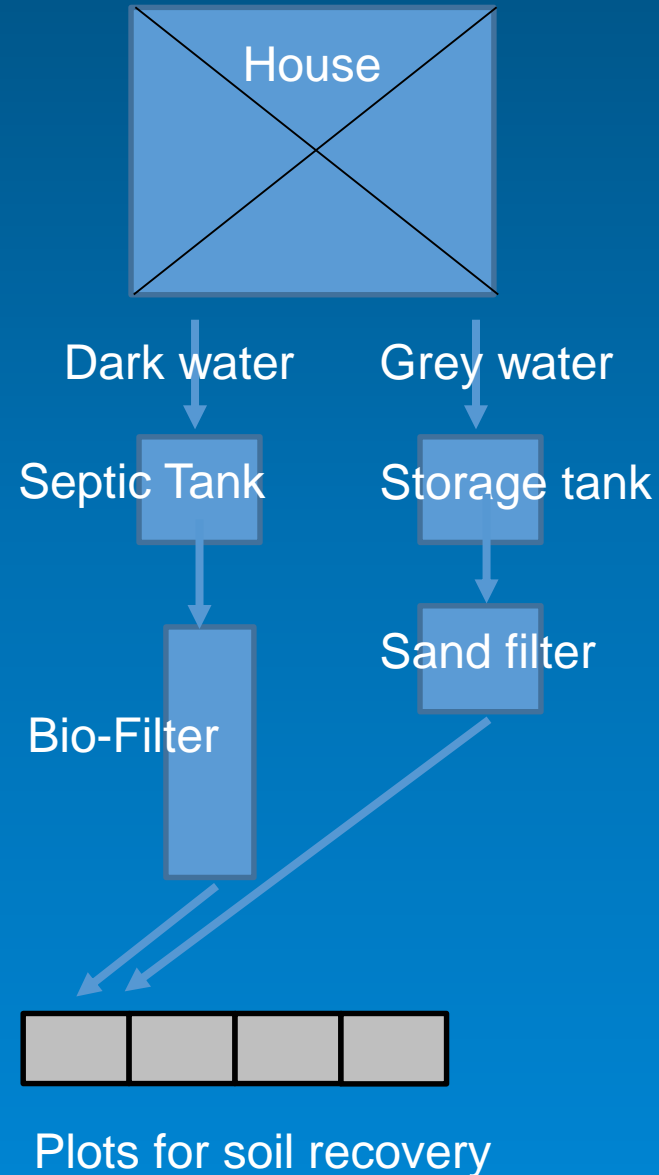 House
Dark water
Grey water
Septic Tank
Storage tank
Sand filter
Bio-Filter
Plots for soil recovery